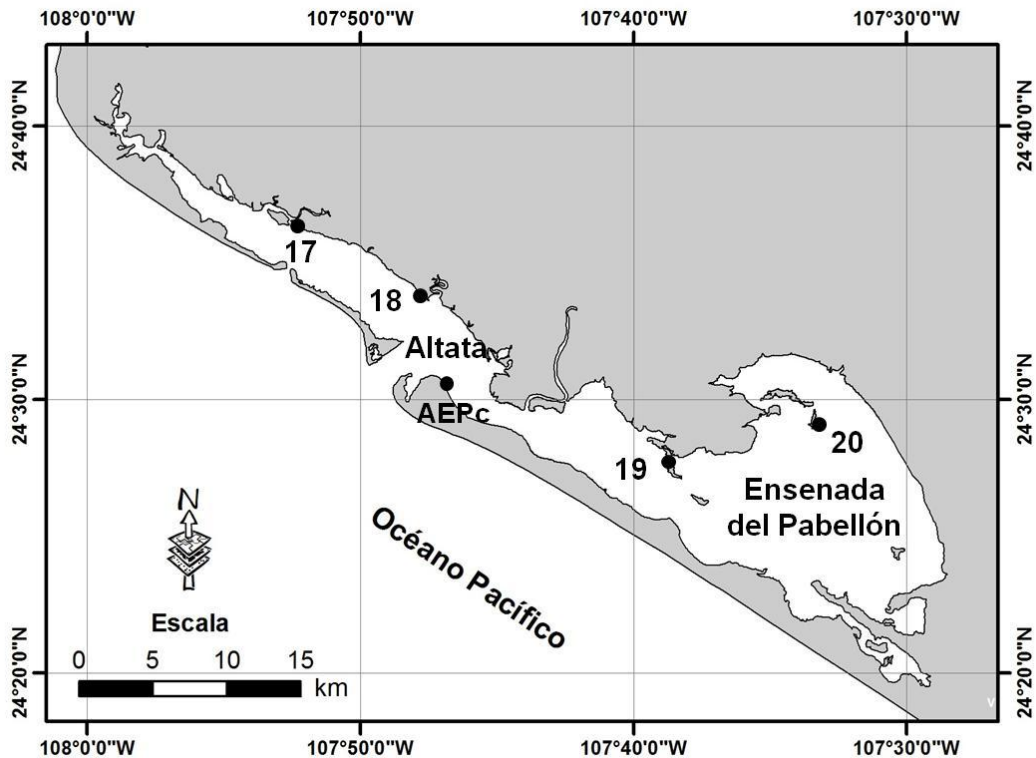 108°0'0"W 107°50'0"W 107°40'0"W 107°30'0"W
24°40'0"N 24°40'0"N
17
18
Altata
24°30'0"N 24°30'0"N
AEPc
20
19
Ensenada
del Pabellón
Océano Pacífico
N
Escala
24°20'0"N 24°20'0"N
0 5 10 15
km
v
108°0'0"W 107°50'0"W 107°40'0"W 107°30'0"W